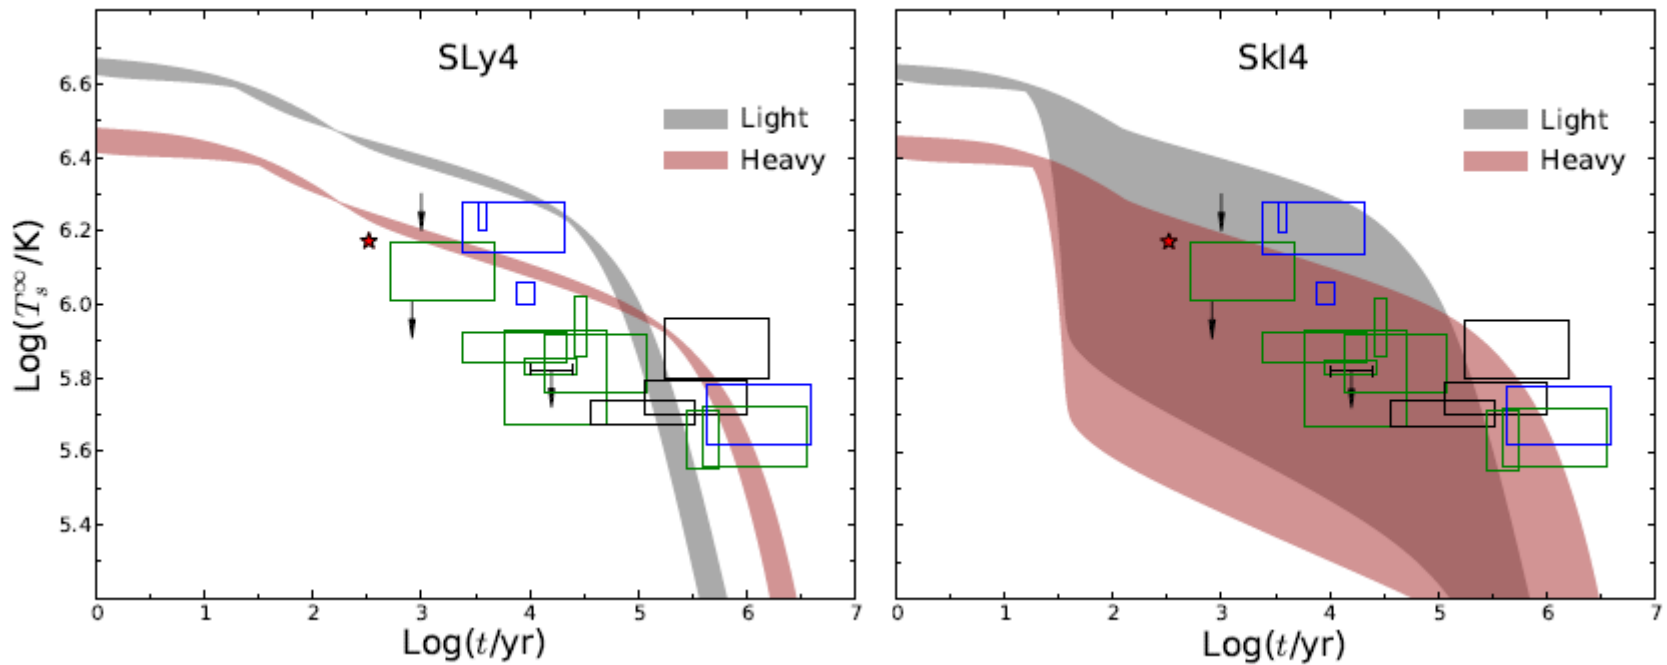 SLy4
SkI4
Light
Heavy
Light
Heavy
Log(T_s^∞/K)
6.6
6.4
6.2
6.0
5.8
5.6
5.4
0 1 2 3 4 5 6 7
0 1 2 3 4 5 6 7
Log(t/yr)
Log(t/yr)